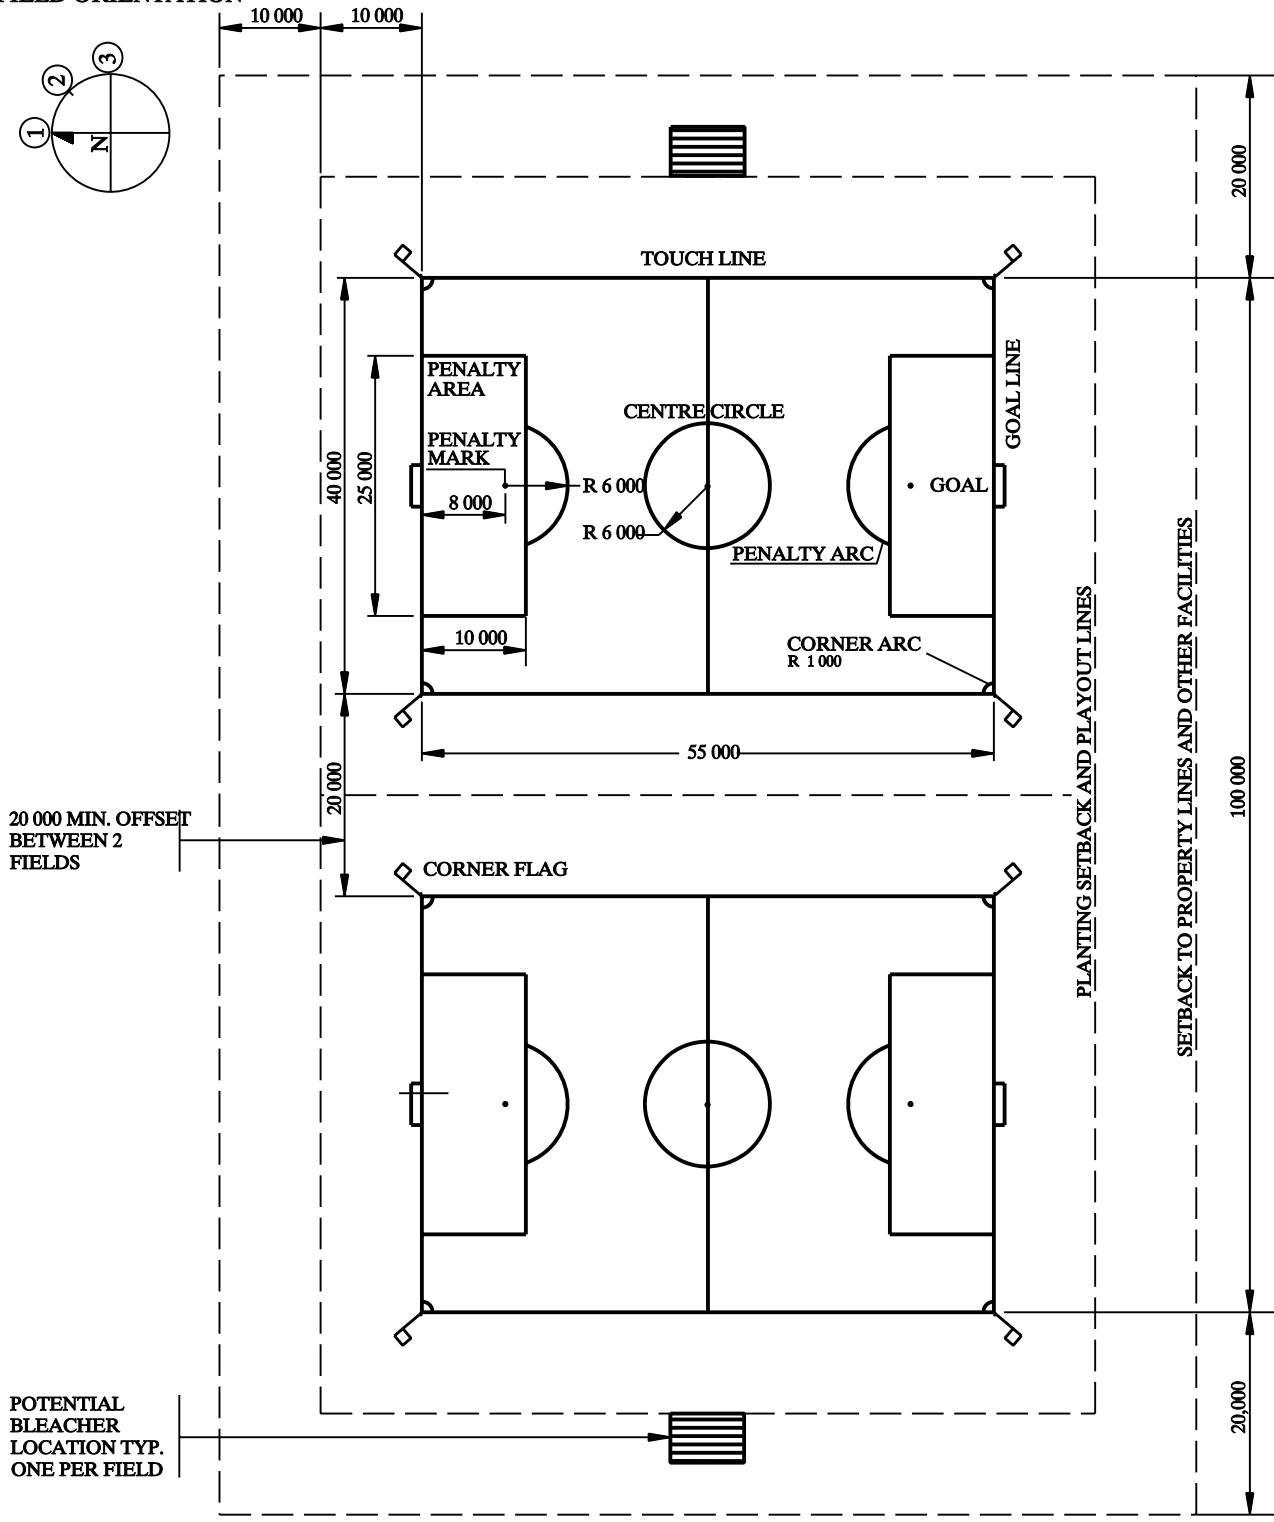 FIELD ORIENTATION
10 000
10 000
1
2
3
N
20 000
TOUCH LINE
GOAL LINE
PENALTY
AREA
CENTRE CIRCLE
PENALTY
MARK
40 000
25 000
R 6 000
GOAL
8 000
R 6 000
PENALTY ARC
10 000
CORNER ARC
R 1 000
PLANTING SETBACK AND PLAYOUT LINES
SETBACK TO PROPERTY LINES AND OTHER FACILITIES
55 000
20 000
100 000
20 000 MIN. OFFSET
BETWEEN 2
FIELDS
CORNER FLAG
POTENTIAL
BLEACHER
LOCATION TYP.
ONE PER FIELD
20,000